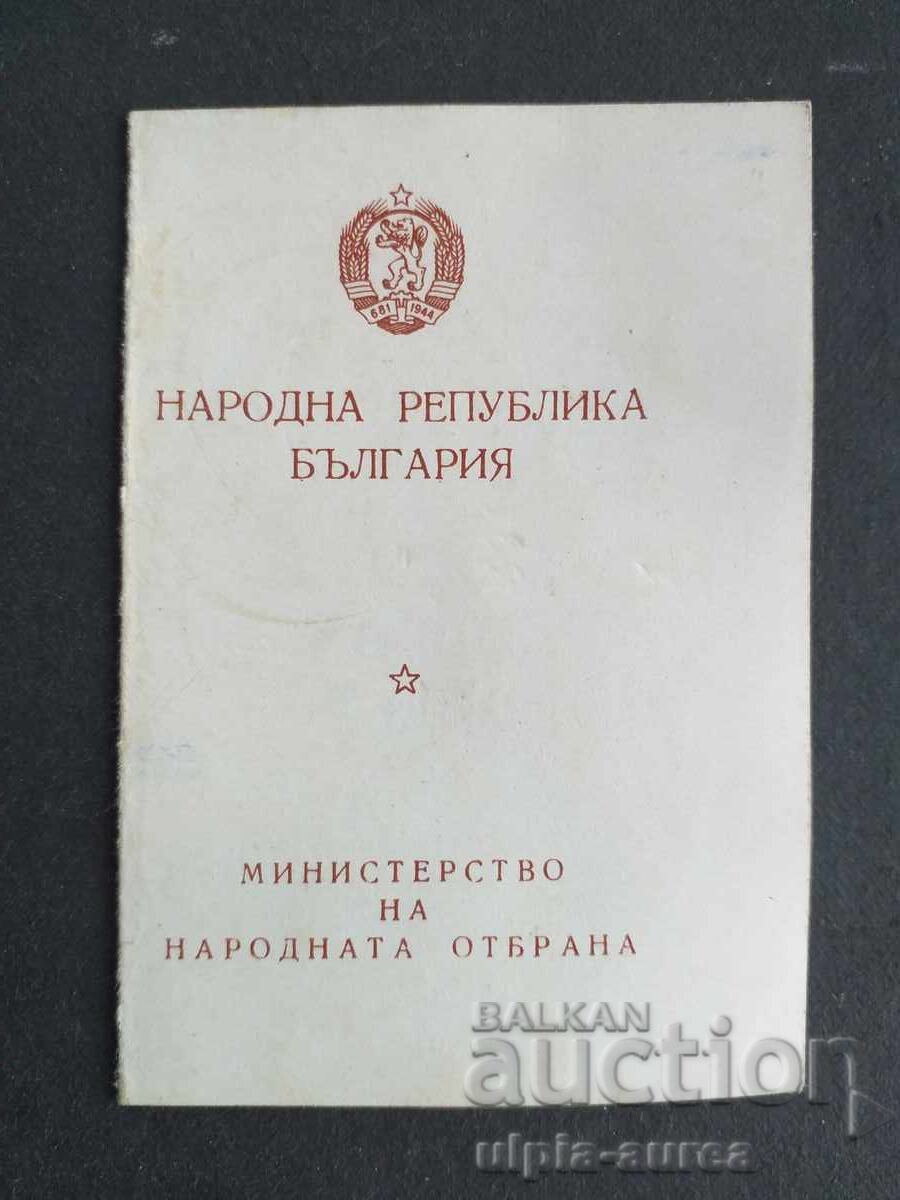 681 1944
НАРОДНА РЕПУБЛИКА
БЪЛГАРИЯ
МИНИСТЕРСТВО
НА
НАРОДНАТА ОТБРАНА
BALKAN
auction
ulpia-aurea